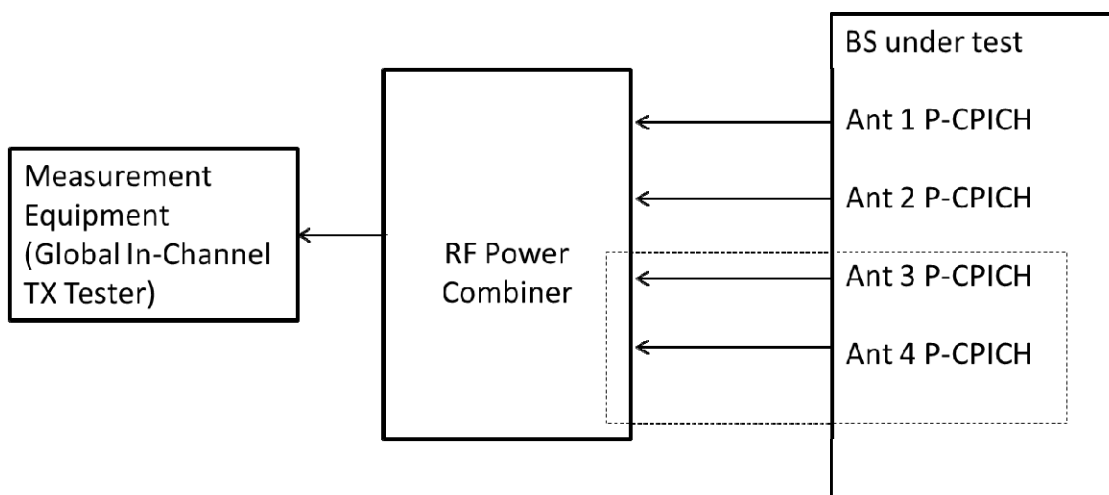 BS under test
Ant 1 P-CPICH
Ant 2 P-CPICH
Ant 3 P-CPICH
Ant 4 P-CPICH
RF Power
Combiner
Measurement
Equipment
(Global In-Channel
TX Tester)